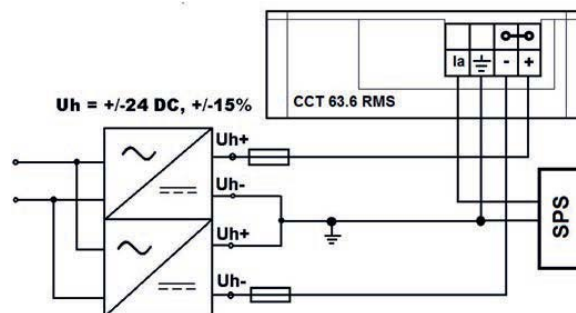 Ia - +
CCT 63.6 RMS
Uh = +/-24 DC, +/-15%
Uh+
Uh-
Uh+
Uh-
SPS